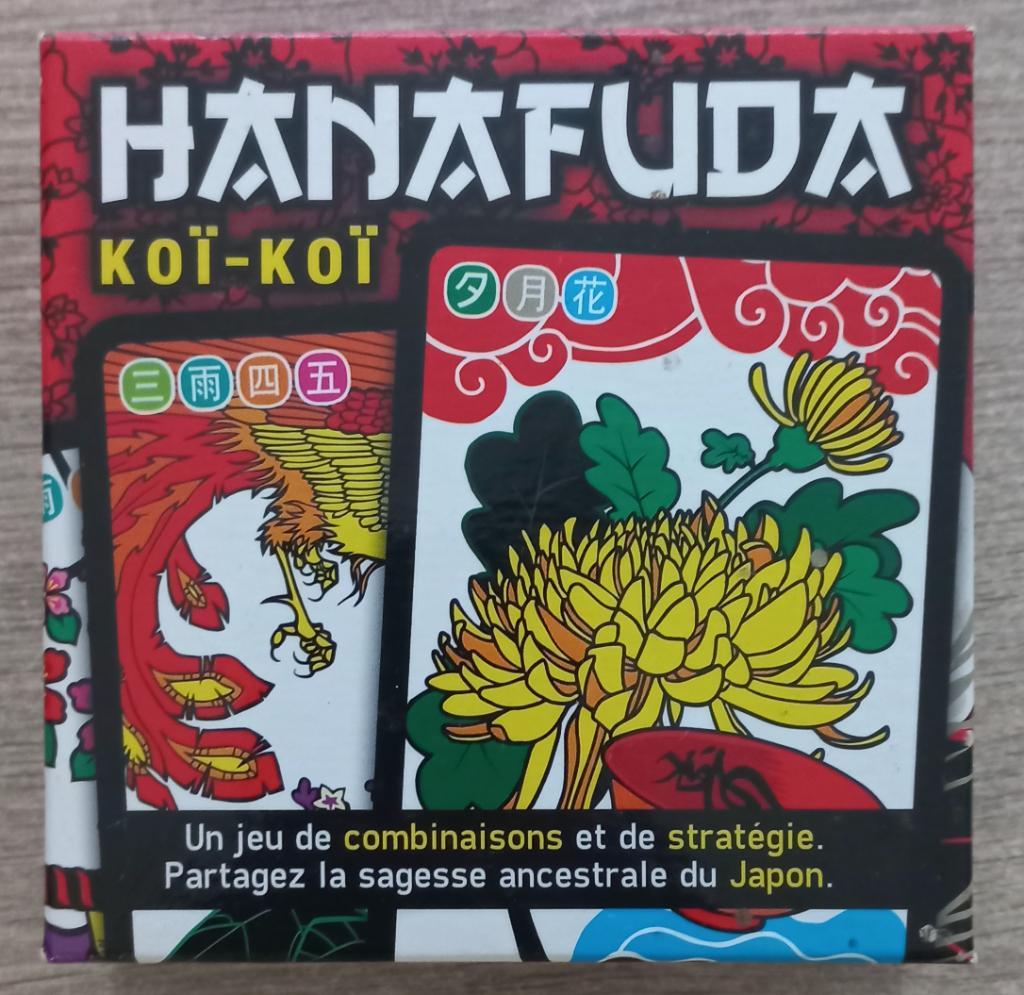 HANAFUDA
KOÏ-KOÏ
夕月花
三雨四五
雨
Un jeu de combinaisons et de stratégie.
Partagez la sagesse ancestrale du Japon.